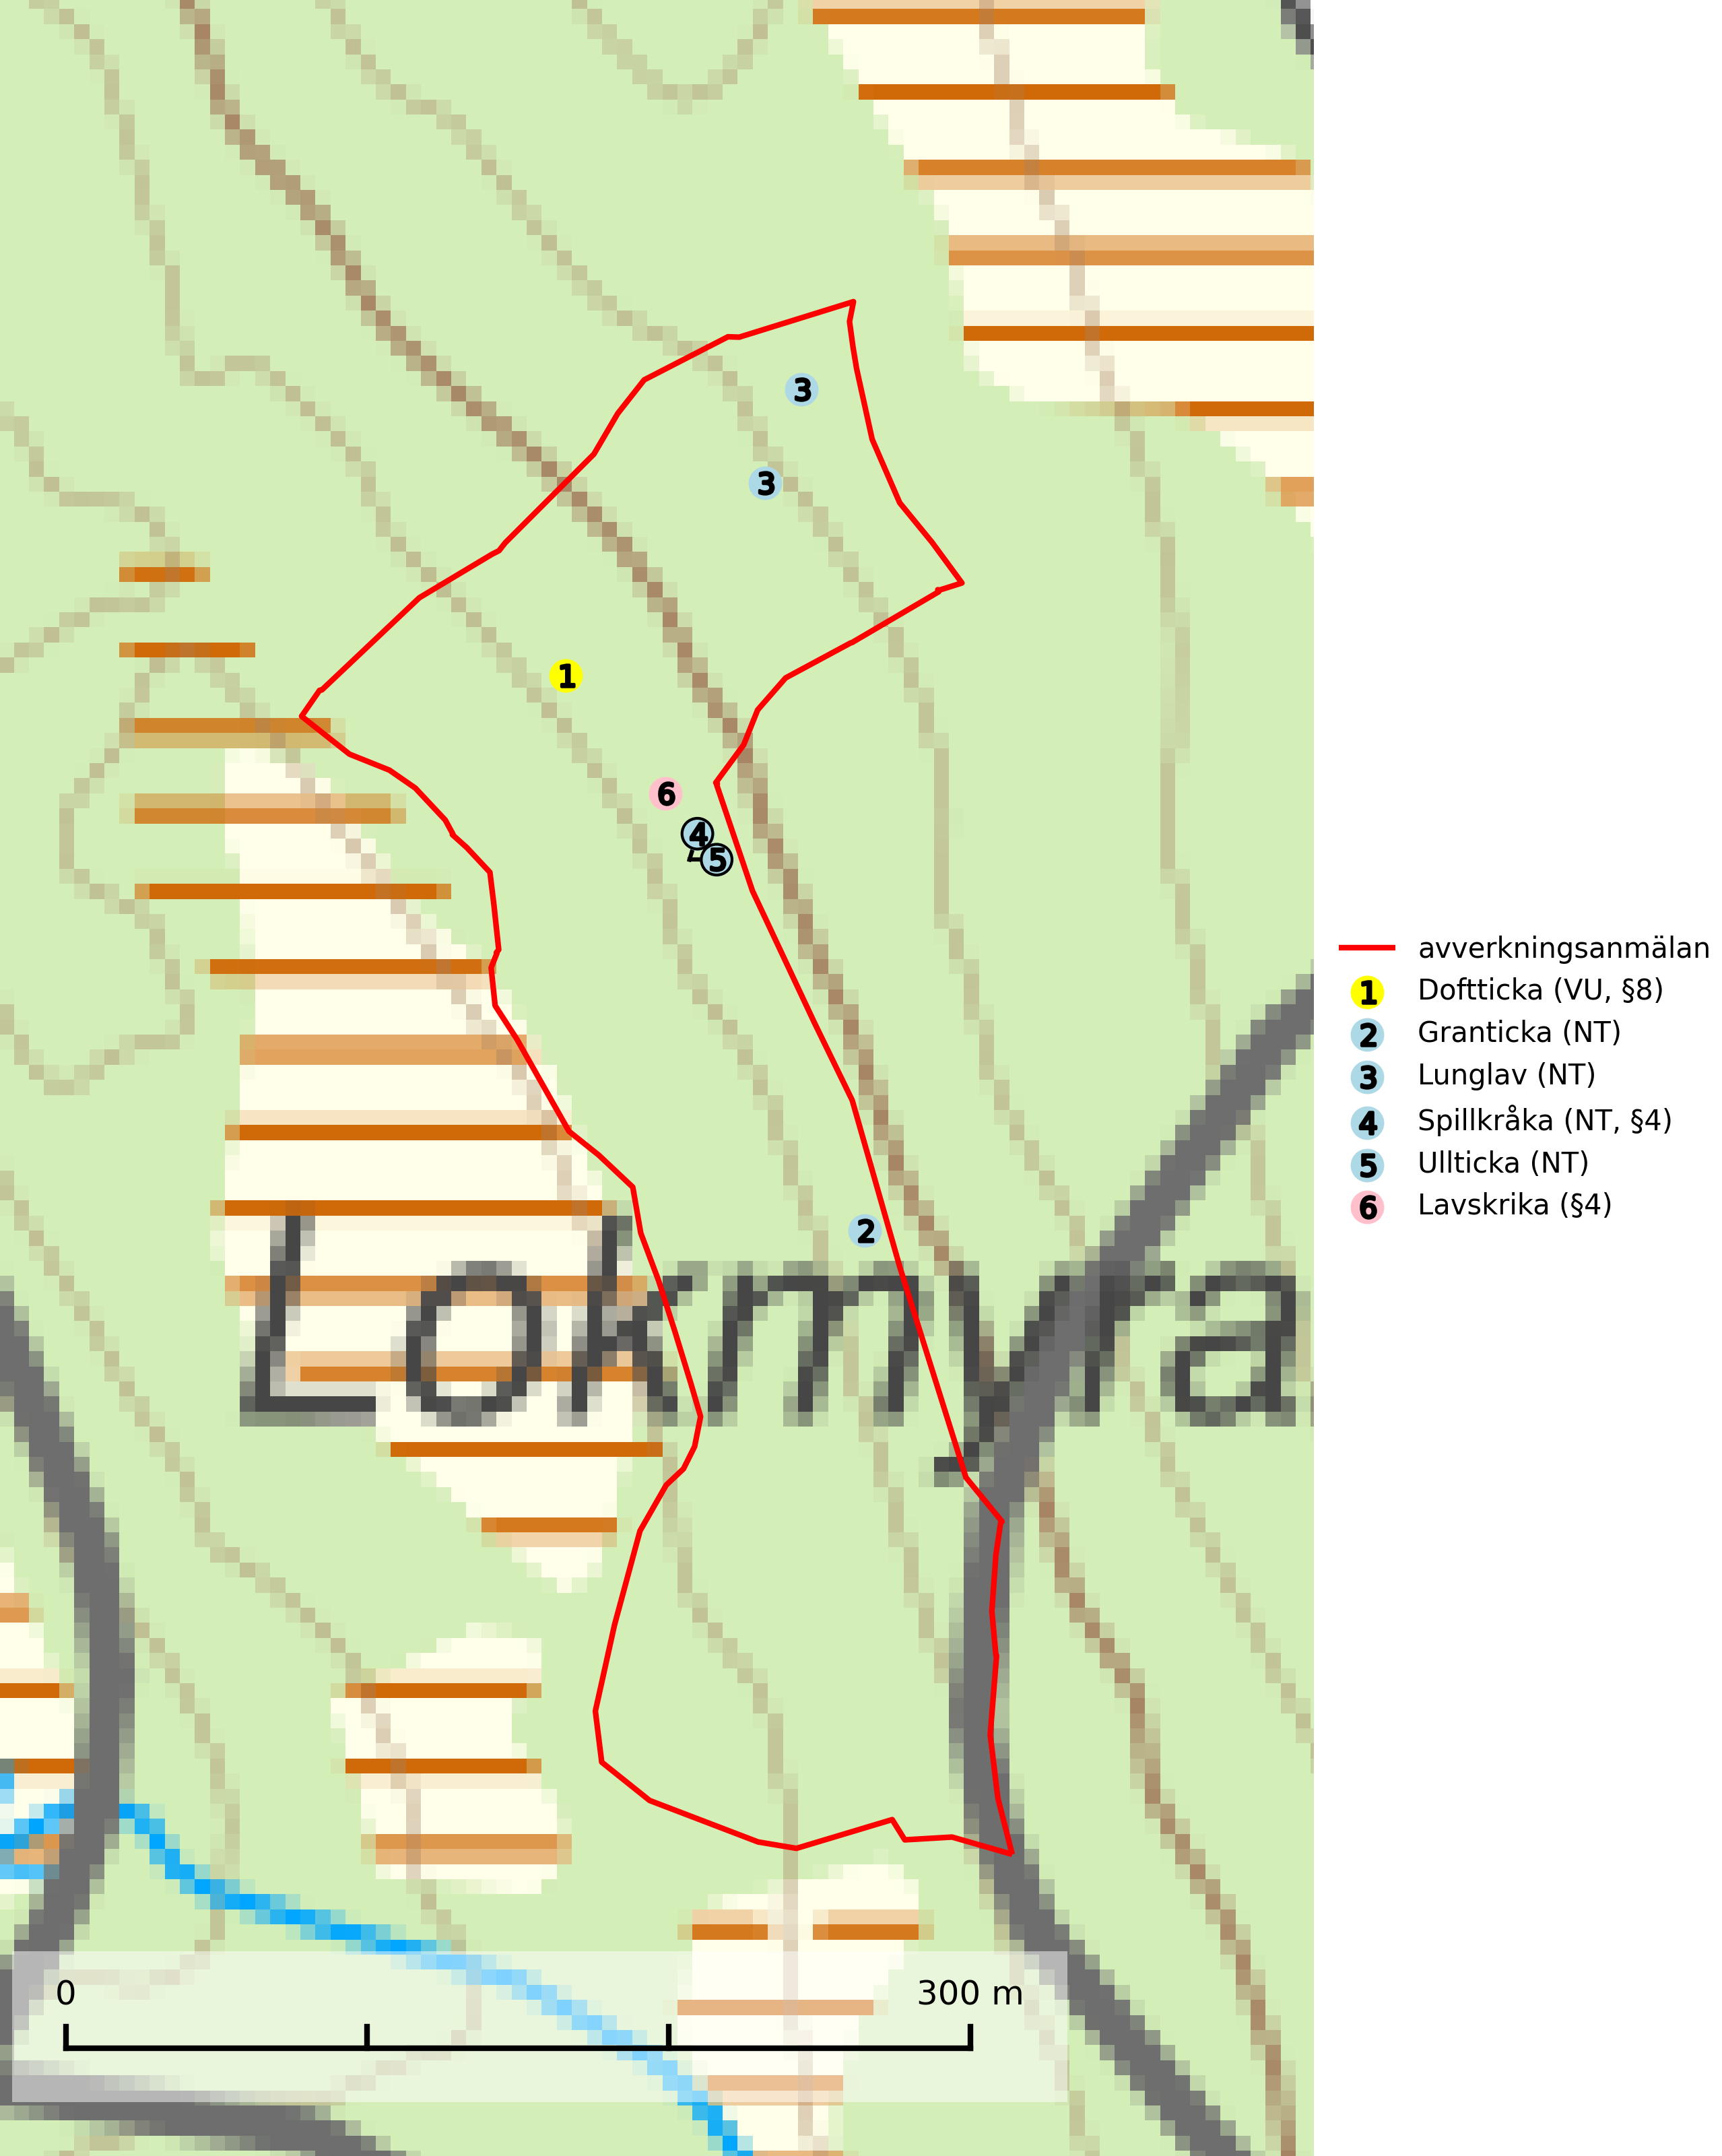 3
3
1
6
4
5
2
Lokmyra
0 300 m
avverkningsanmälan
1 Doftticka (VU, §8)
2 Granticka (NT)
3 Lunglav (NT)
4 Spillkråka (NT, §4)
5 Ullticka (NT)
6 Lavskrika (§4)